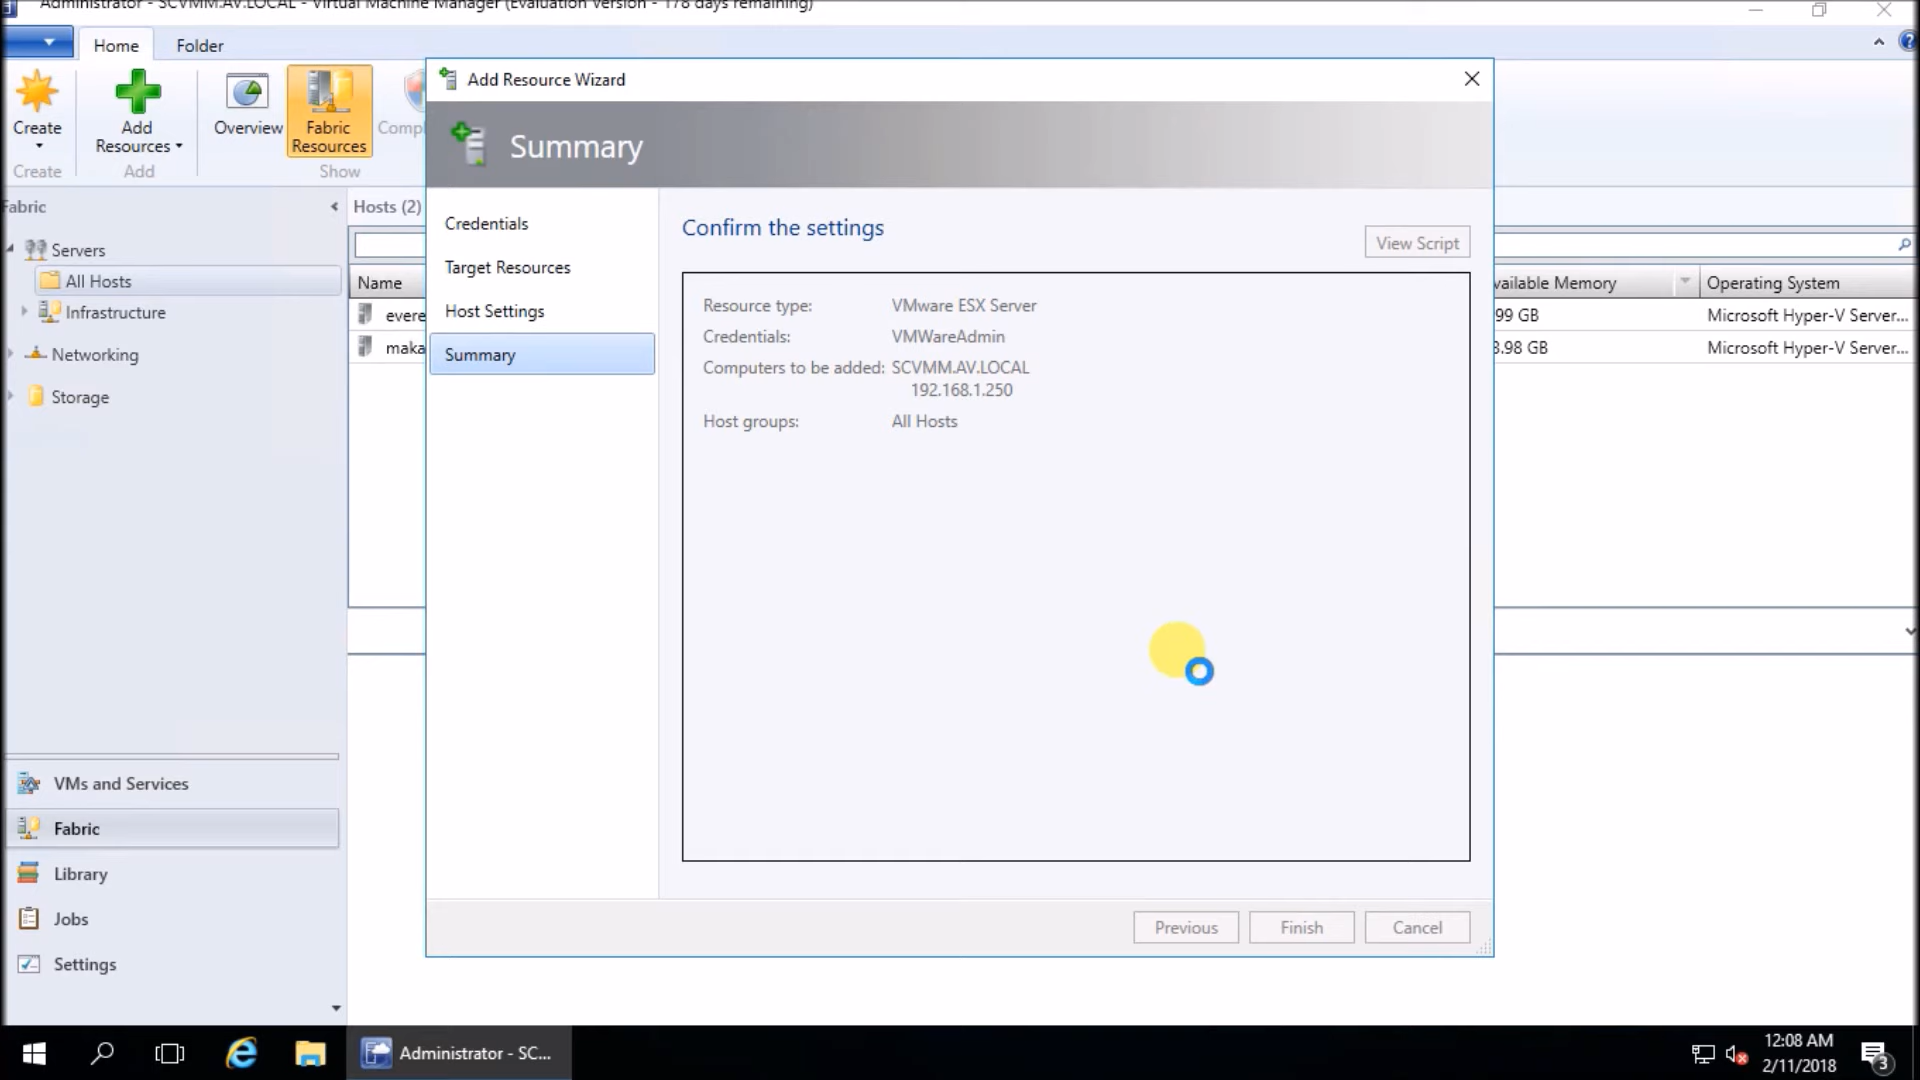 Administrator - SCVMM.AV.LOCAL - Virtual Machine Manager (Evaluation Version - 178 days remaining)
Home
Folder
Create
Add Resources
Overview
Fabric Resources
Compl
Create
Add
Show
Add Resource Wizard
Summary
Fabric
Servers
All Hosts
Infrastructure
Networking
Storage
Hosts (2)
Name
Available Memory
Operating System
evere
.99 GB
Microsoft Hyper-V Server...
maka
3.98 GB
Microsoft Hyper-V Server...
Credentials
Target Resources
Host Settings
Summary
Confirm the settings
View Script
Resource type: VMware ESX Server
Credentials: VMWareAdmin
Computers to be added: SCVMM.AV.LOCAL
192.168.1.250
Host groups: All Hosts
Previous
Finish
Cancel
VMs and Services
Fabric
Library
Jobs
Settings
Administrator - SC...
12:08 AM
2/11/2018
3